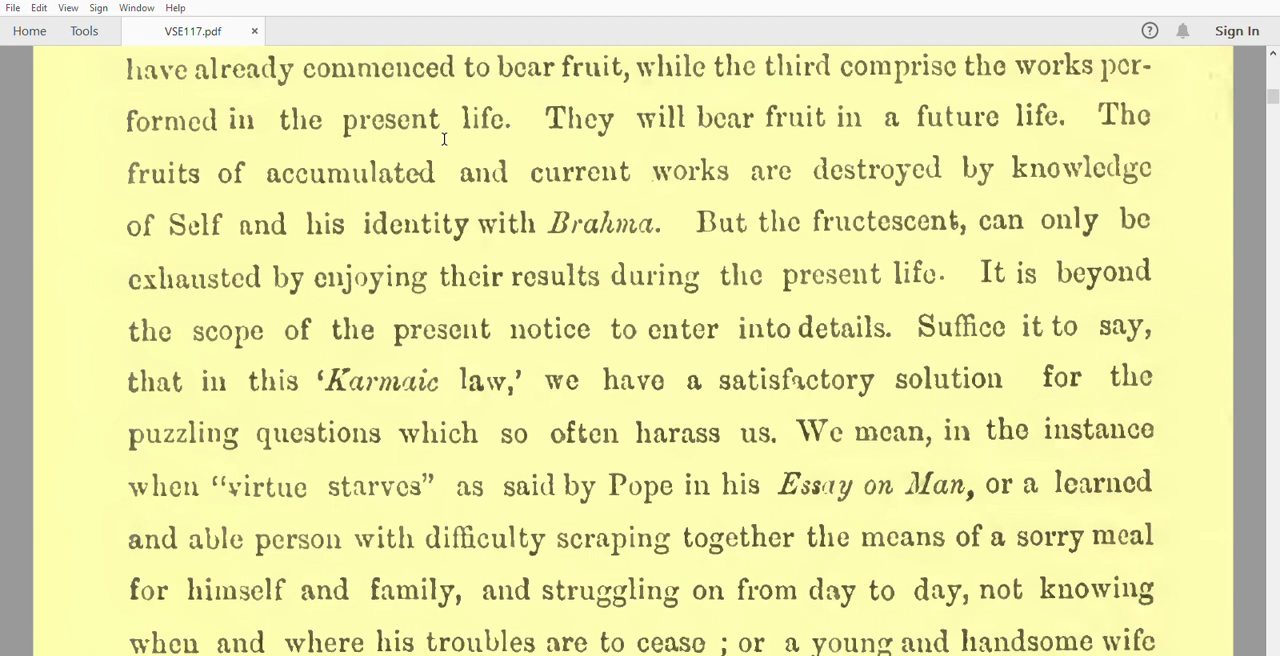 File Edit View Sign Window Help
Home Tools VSE117.pdf × ? Sign In
have already commenced to bear fruit, while the third comprise the works per-
formed in the present life. They will bear fruit in a future life. The
fruits of accumulated and current works are destroyed by knowledge
of Self and his identity with Brahma. But the fructescent, can only be
exhausted by enjoying their results during the present life. It is beyond
the scope of the present notice to enter into details. Suffice it to say,
that in this ‘Karmaic law,’ we have a satisfactory solution for the
puzzling questions which so often harass us. We mean, in the instance
when “virtue starves” as said by Pope in his Essay on Man, or a learned
and able person with difficulty scraping together the means of a sorry meal
for himself and family, and struggling on from day to day, not knowing
when and where his troubles are to cease ; or a young and handsome wife